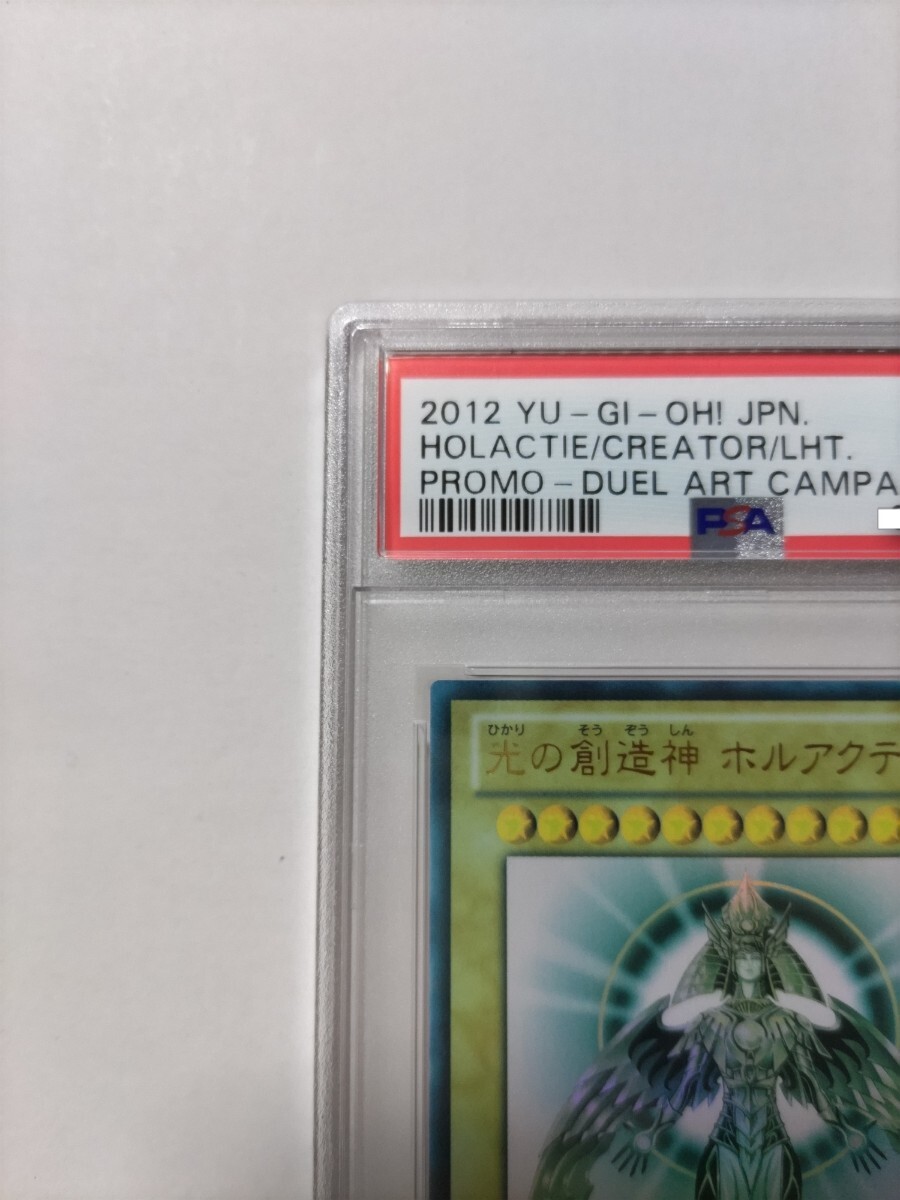 2012 YU-GI-OH! JPN.
HOLACTIE/CREATOR/LHT.
PROMO-DUEL ART CAMPA
PSA
ひかり そう ぞう しん
光の創造神 ホルアクテ